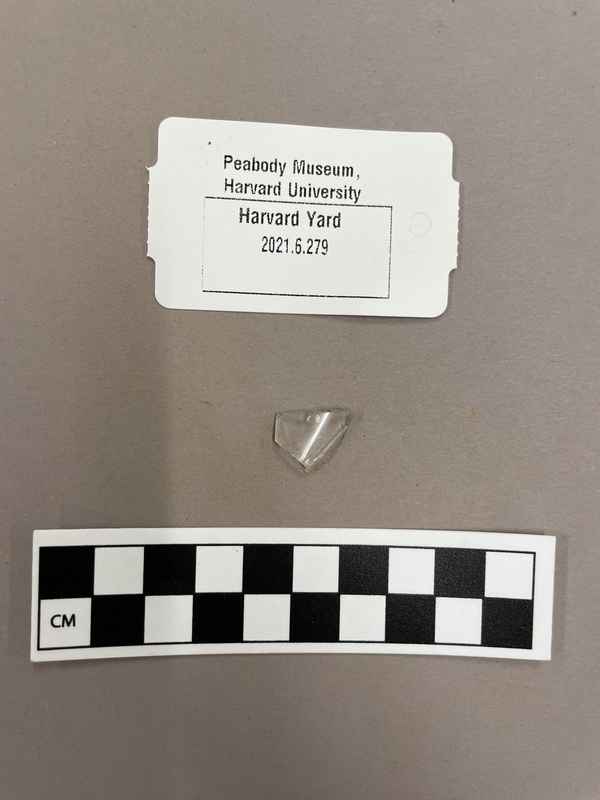 Peabody Museum,
Harvard University
Harvard Yard
2021.6.279
CM